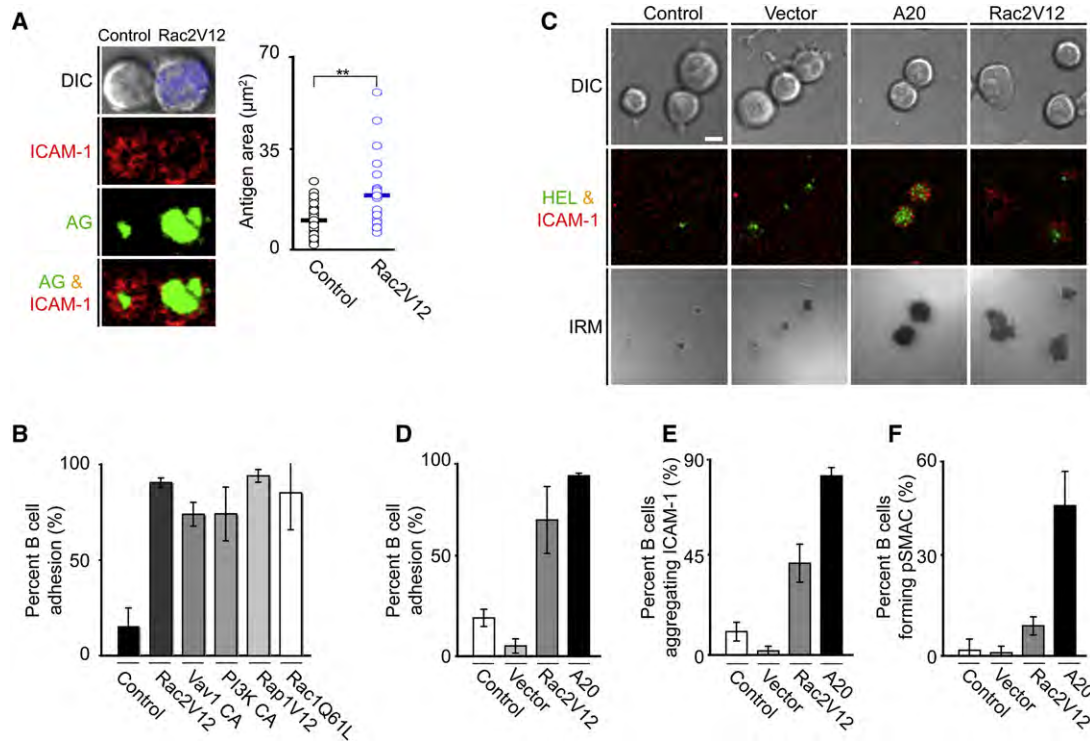 A
Control Rac2V12
DIC
ICAM-1
AG
AG &
ICAM-1
Antigen area (µm²)
70
35
0
**
Control
Rac2V12
C
Control Vector A20 Rac2V12
DIC
HEL &
ICAM-1
IRM
B
Percent B cell
adhesion (%)
100
50
0
Control
Rac2V12
Vav1 CA
PI3K CA
Rap1V12
Rac1Q61L
D
Percent B cell
adhesion (%)
100
50
0
Control
Vector
Rac2V12
A20
E
Percent B cells
aggregating ICAM-1 (%)
90
45
0
Control
Vector
Rac2V12
A20
F
Percent B cells
forming pSMAC (%)
60
30
0
Control
Vector
Rac2V12
A20